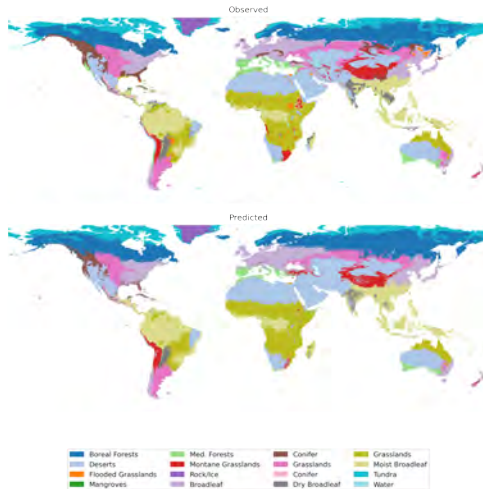 Observed
Predicted
Boreal Forests Med. Forests Conifer Grasslands
Deserts Montane Grasslands Grasslands Moist Broadleaf
Flooded Grasslands Rock/Ice Conifer Tundra
Mangroves Broadleaf Dry Broadleaf Water